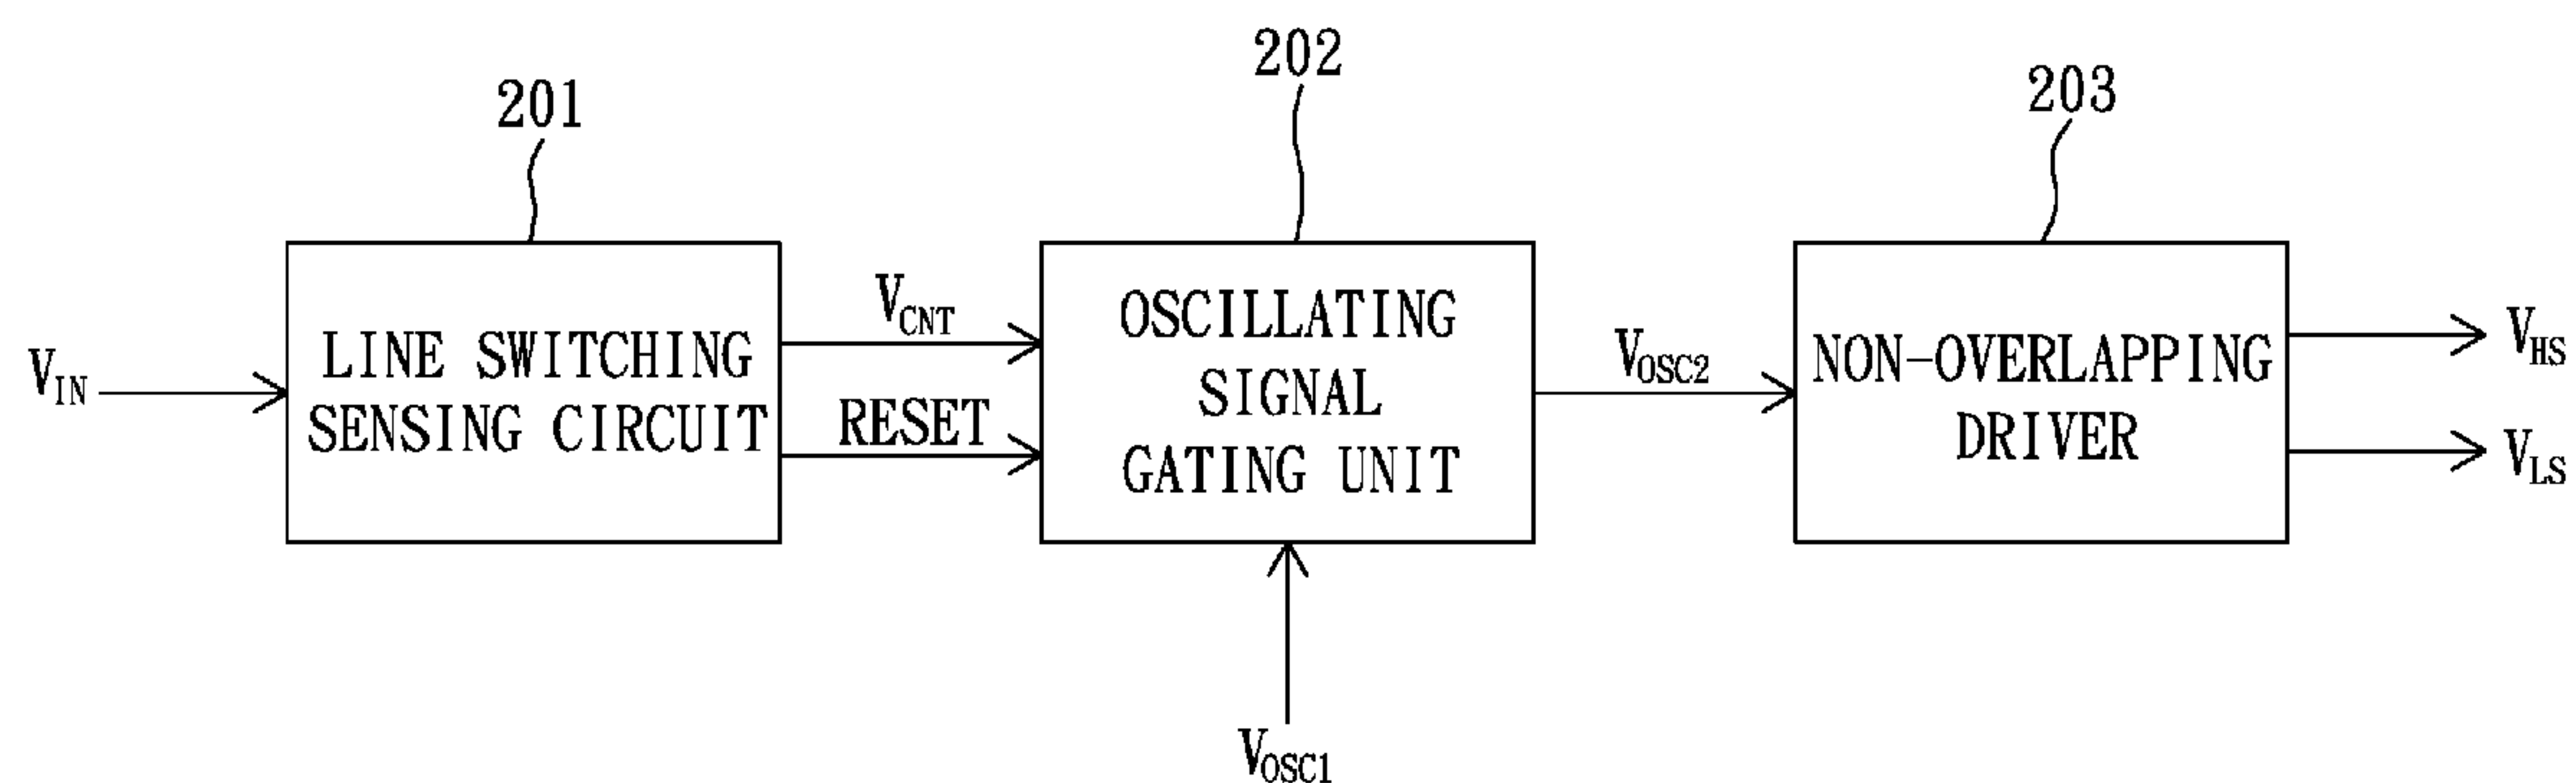 201
202
203
V_IN
LINE SWITCHING
SENSING CIRCUIT
V_CNT
RESET
OSCILLATING
SIGNAL
GATING UNIT
V_OSC1
V_OSC2
NON-OVERLAPPING
DRIVER
V_HS
V_LS